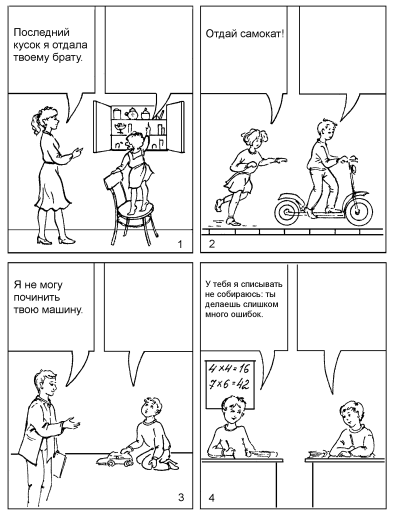 Последний
кусок я отдала
твоему брату.
1
Отдай самокат!
2
Я не могу
починить
твою машину.
3
У тебя я списывать
не собираюсь: ты
делаешь слишком
много ошибок.
4×4=16
7×6=42
4